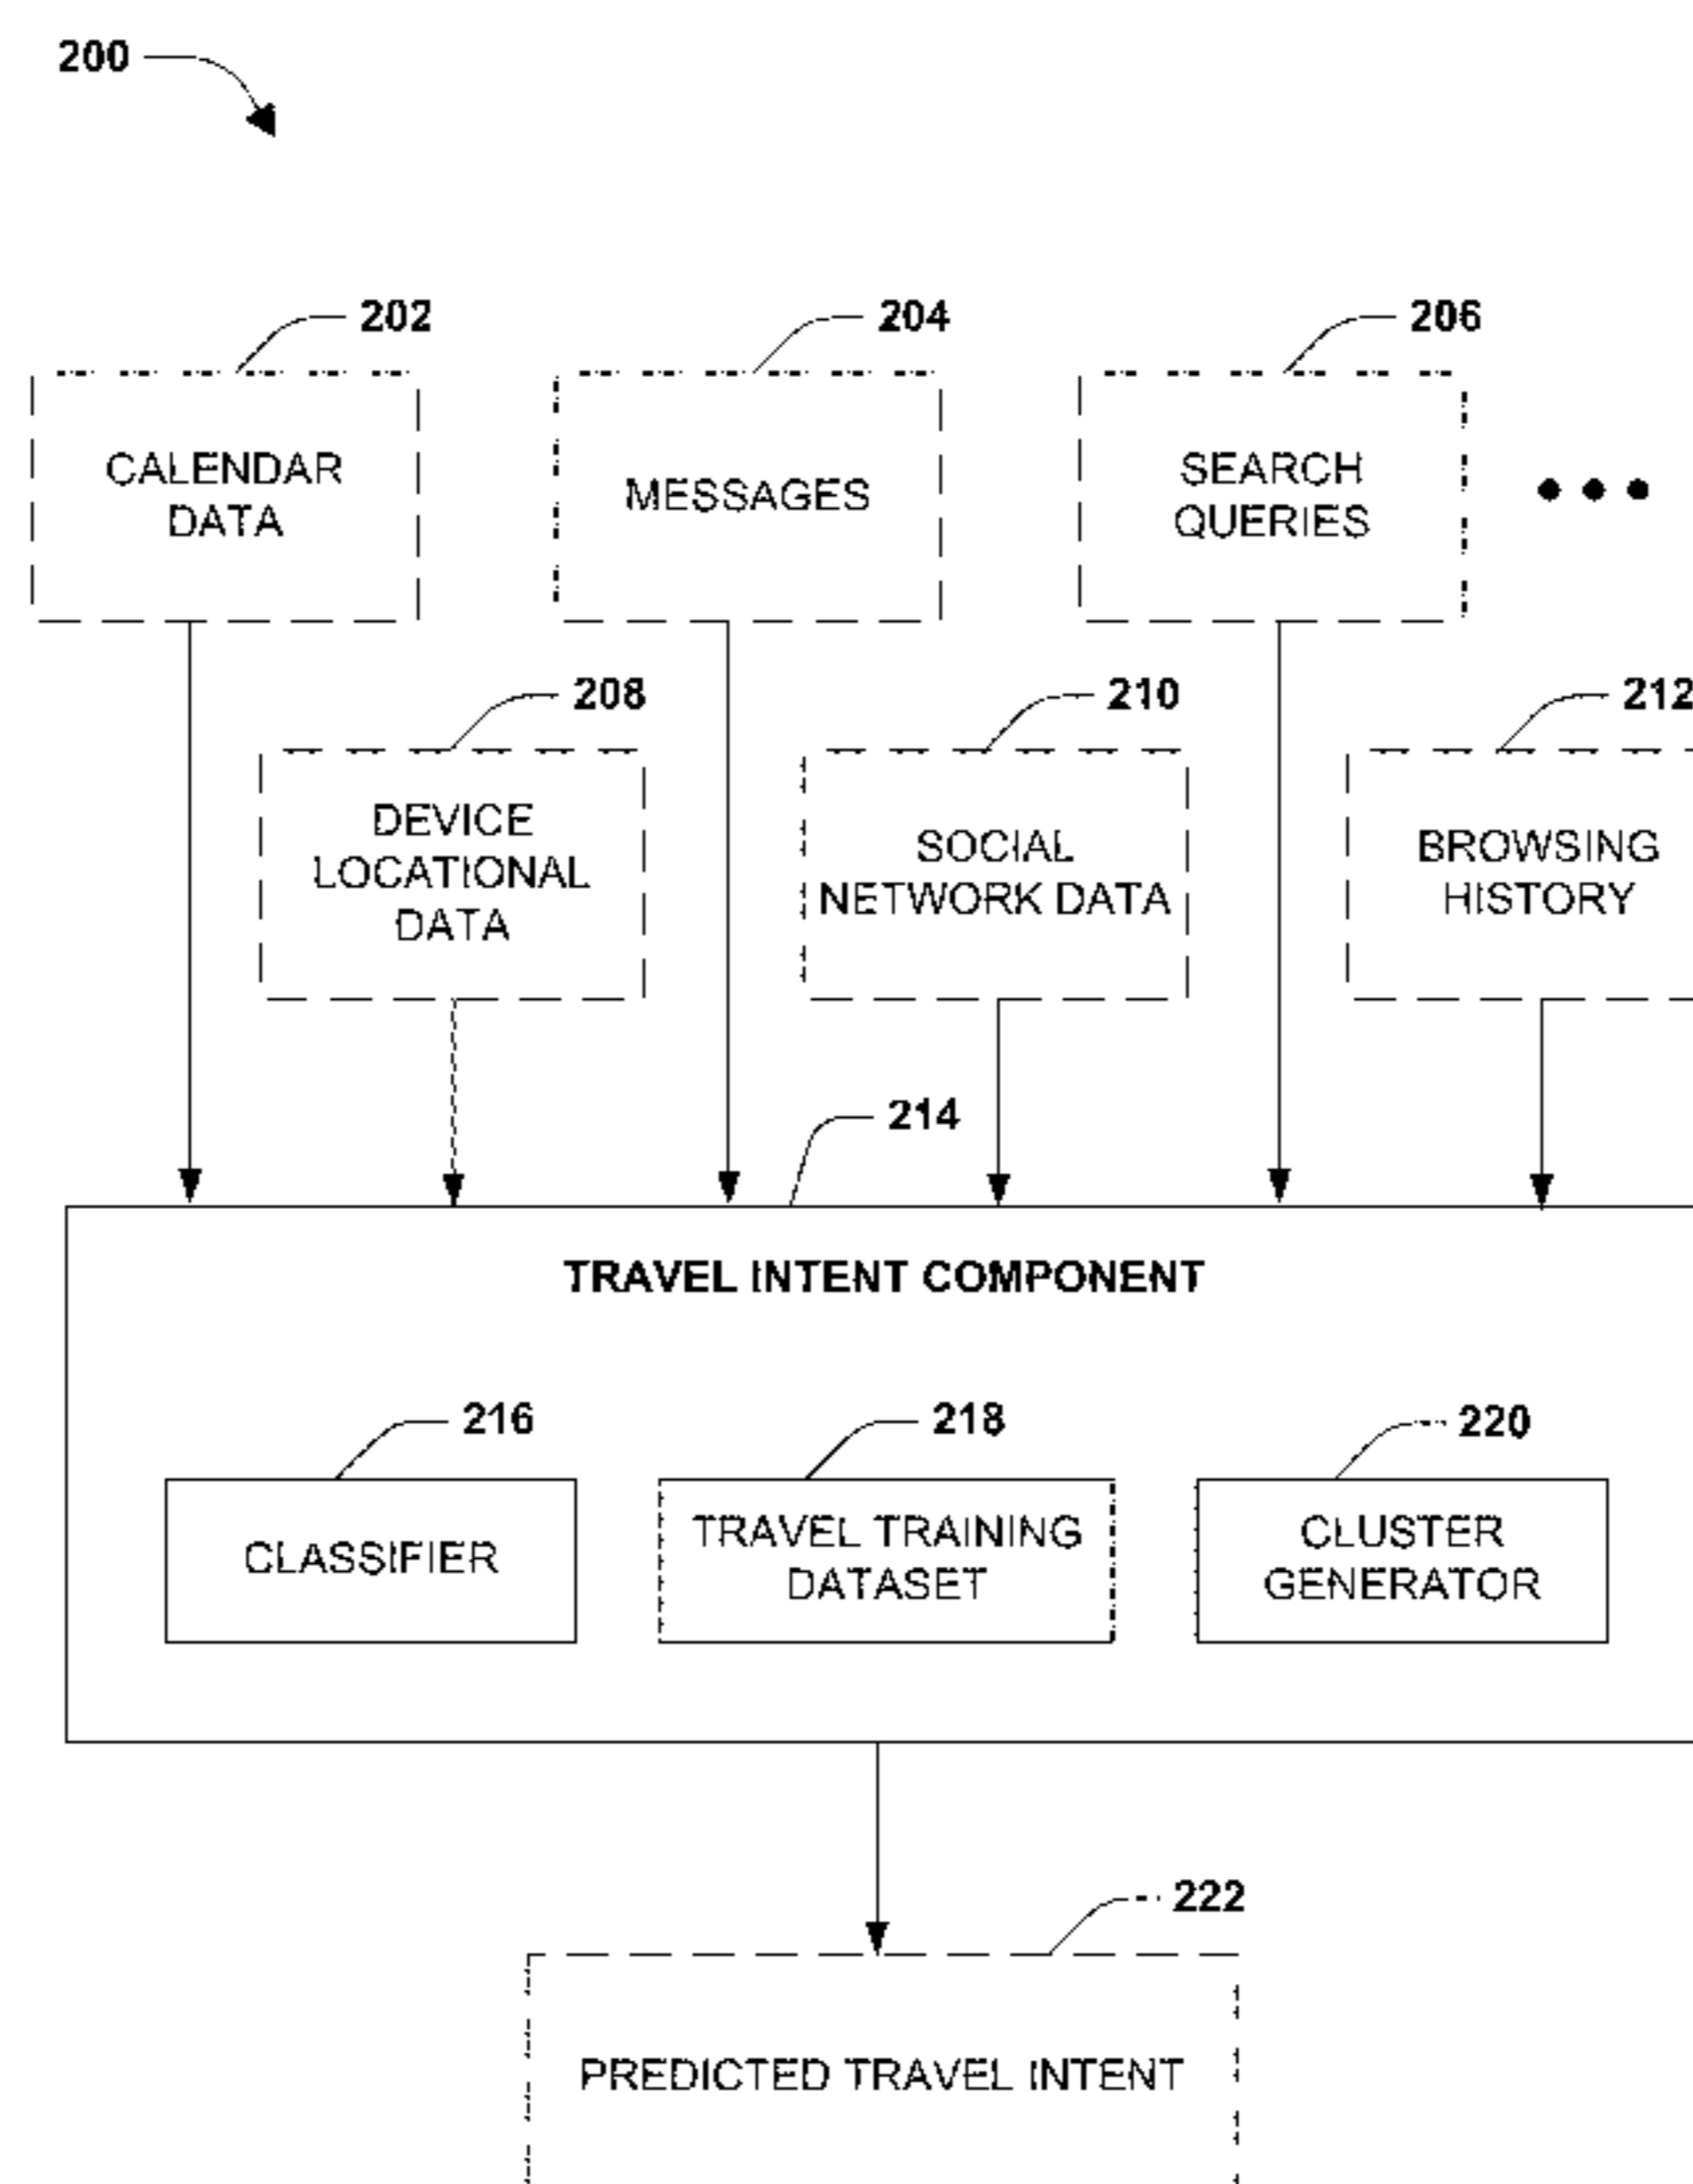 200
202
204
206
CALENDAR
DATA
MESSAGES
SEARCH
QUERIES
208
210
212
DEVICE
LOCATIONAL
DATA
SOCIAL
NETWORK DATA
BROWSING
HISTORY
214
TRAVEL INTENT COMPONENT
216
218
220
CLASSIFIER
TRAVEL TRAINING
DATASET
CLUSTER
GENERATOR
222
PREDICTED TRAVEL INTENT